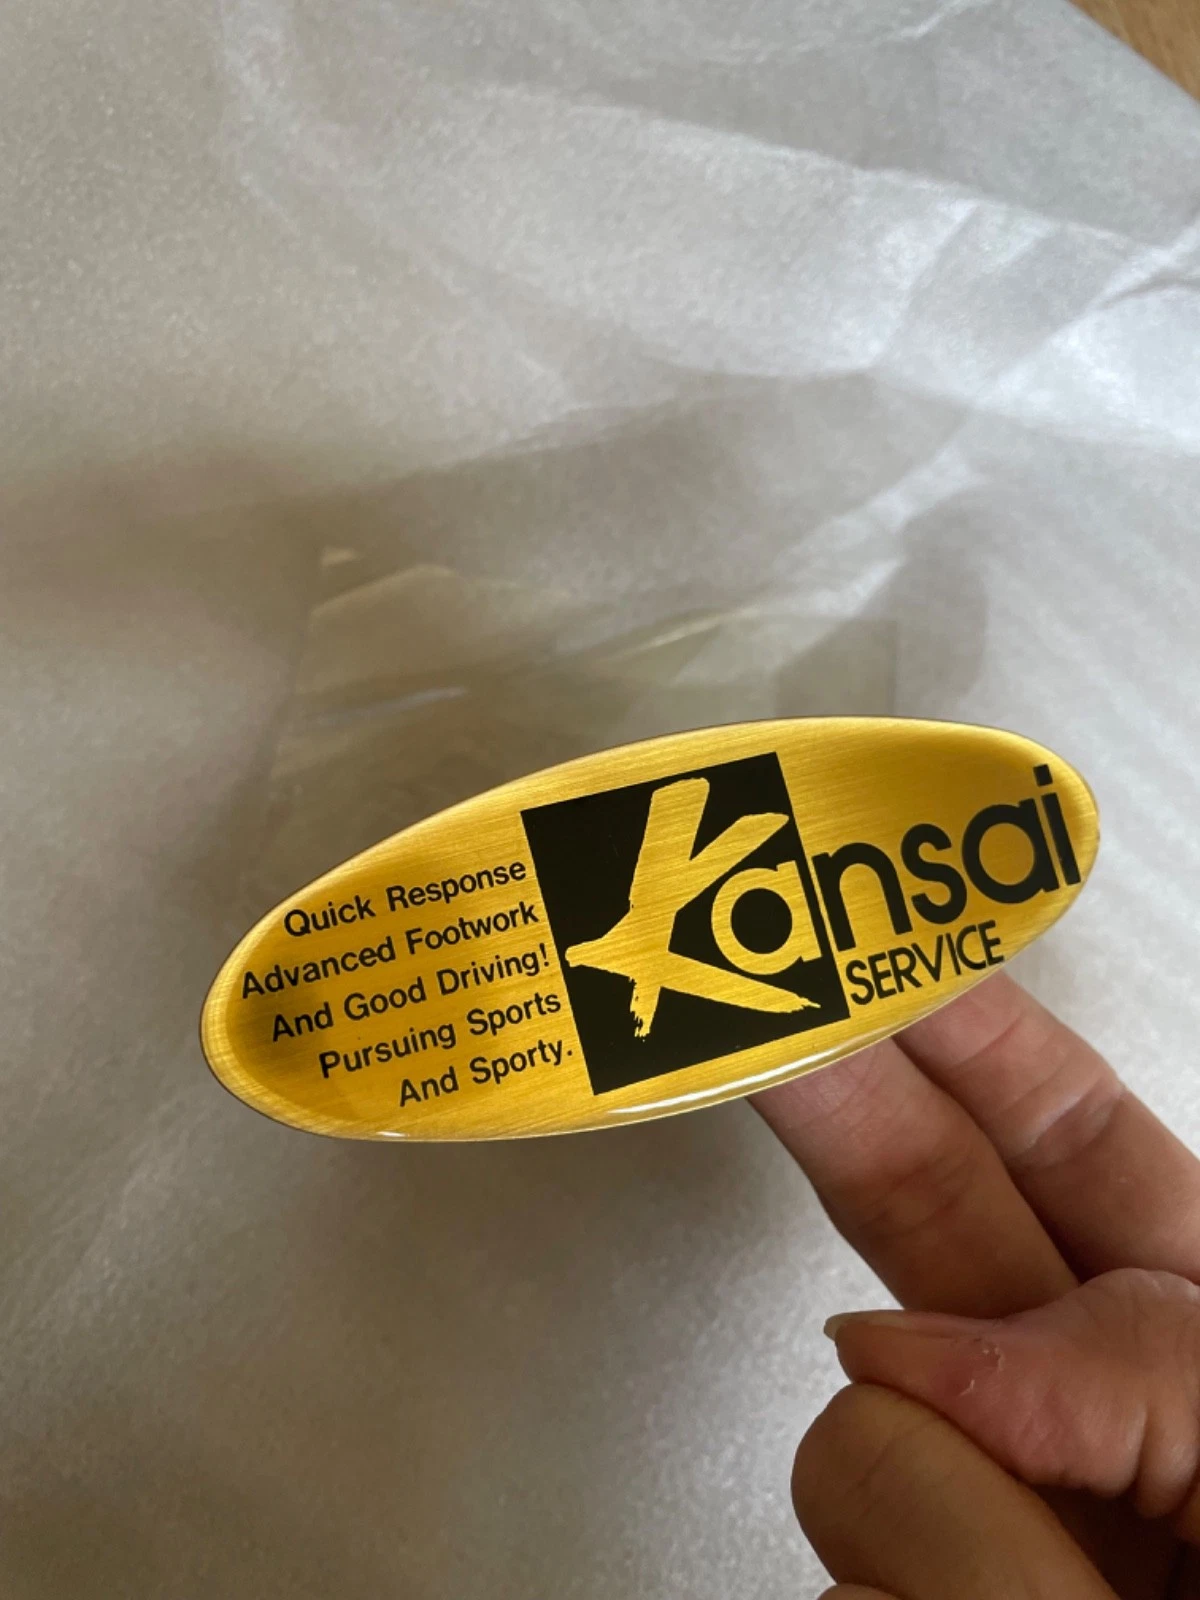 Quick Response
Advanced Footwork
And Good Driving!
Pursuing Sports
And Sporty.
Kansai
SERVICE